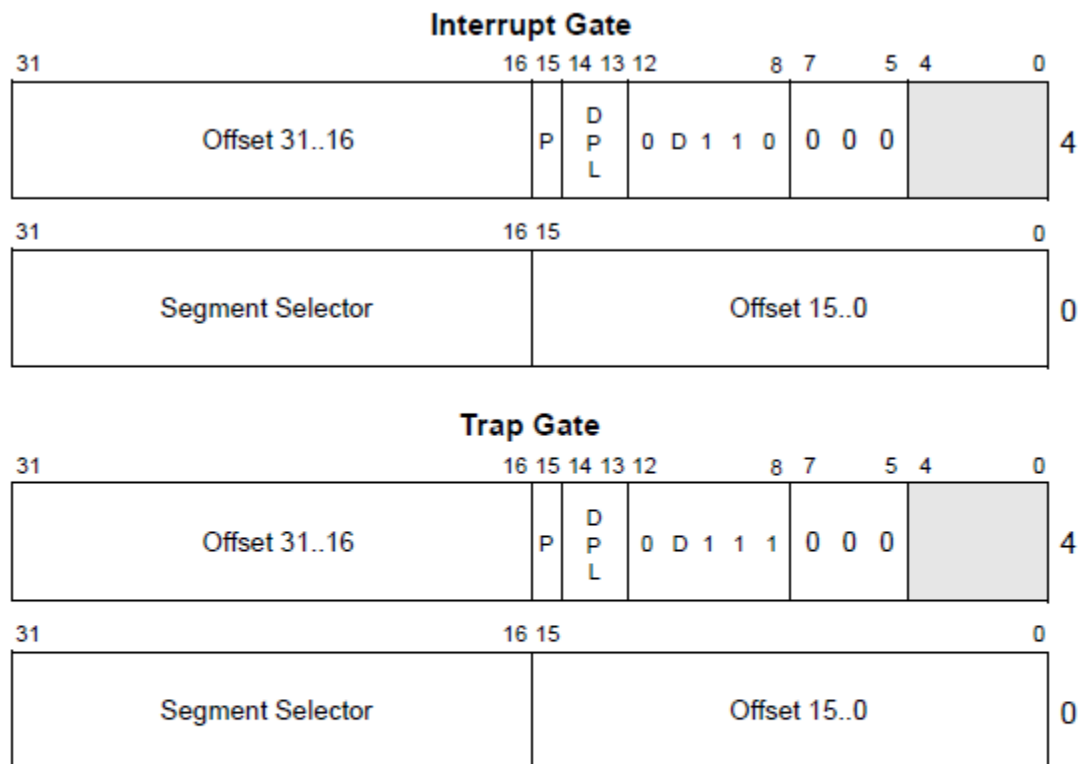 Interrupt Gate
31 16 15 14 13 12 8 7 5 4 0
Offset 31..16 P DPL 0 D 1 1 0 0 0 0 4
31 16 15 0
Segment Selector Offset 15..0 0
Trap Gate
31 16 15 14 13 12 8 7 5 4 0
Offset 31..16 P DPL 0 D 1 1 1 0 0 0 4
31 16 15 0
Segment Selector Offset 15..0 0